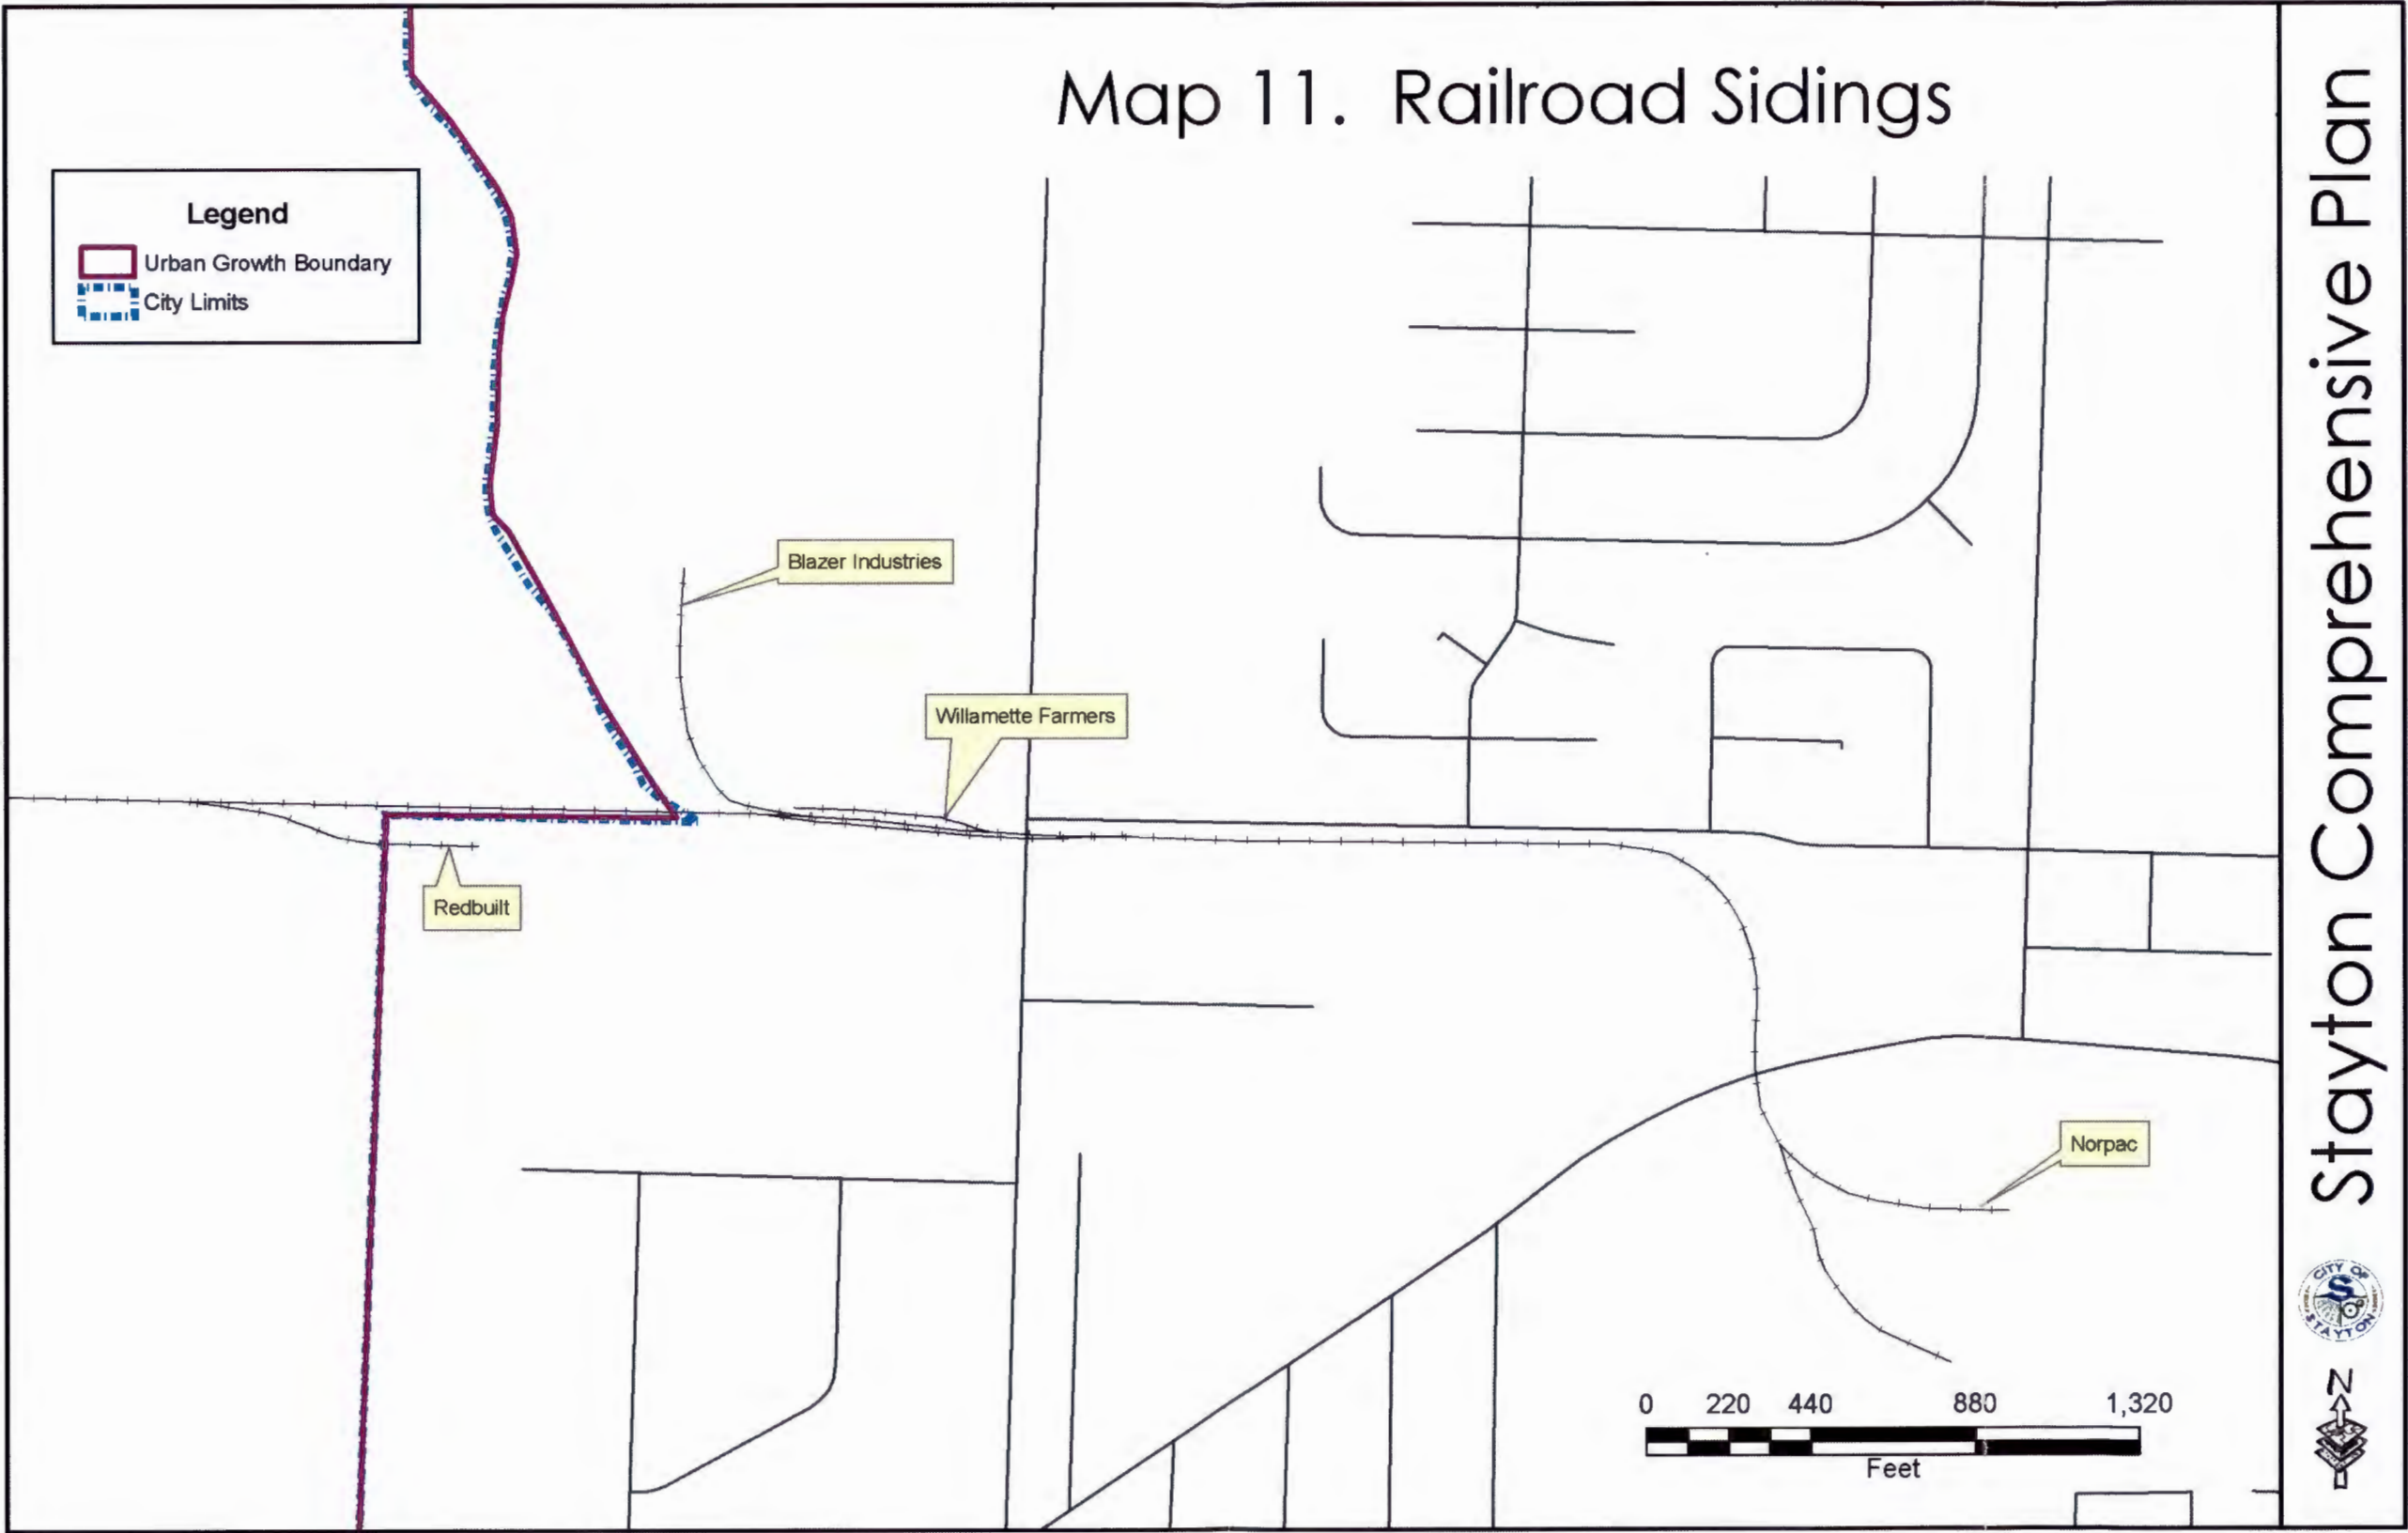 Map 11. Railroad Sidings
Legend
Urban Growth Boundary
City Limits
Blazer Industries
Willamette Farmers
Redbuilt
Norpac
0 220 440 880 1,320
Feet
Stayton Comprehensive Plan
CITY OF
S
STAYTON
N